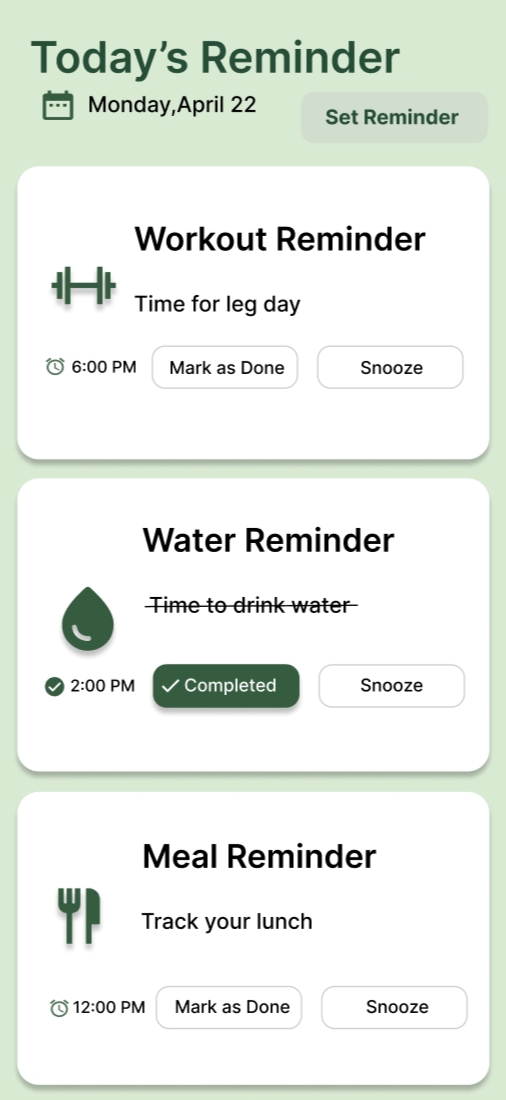 Today's Reminder
Monday,April 22
Set Reminder
Workout Reminder
Time for leg day
6:00 PM
Mark as Done
Snooze
Water Reminder
Time to drink water
2:00 PM
Completed
Snooze
Meal Reminder
Track your lunch
12:00 PM
Mark as Done
Snooze